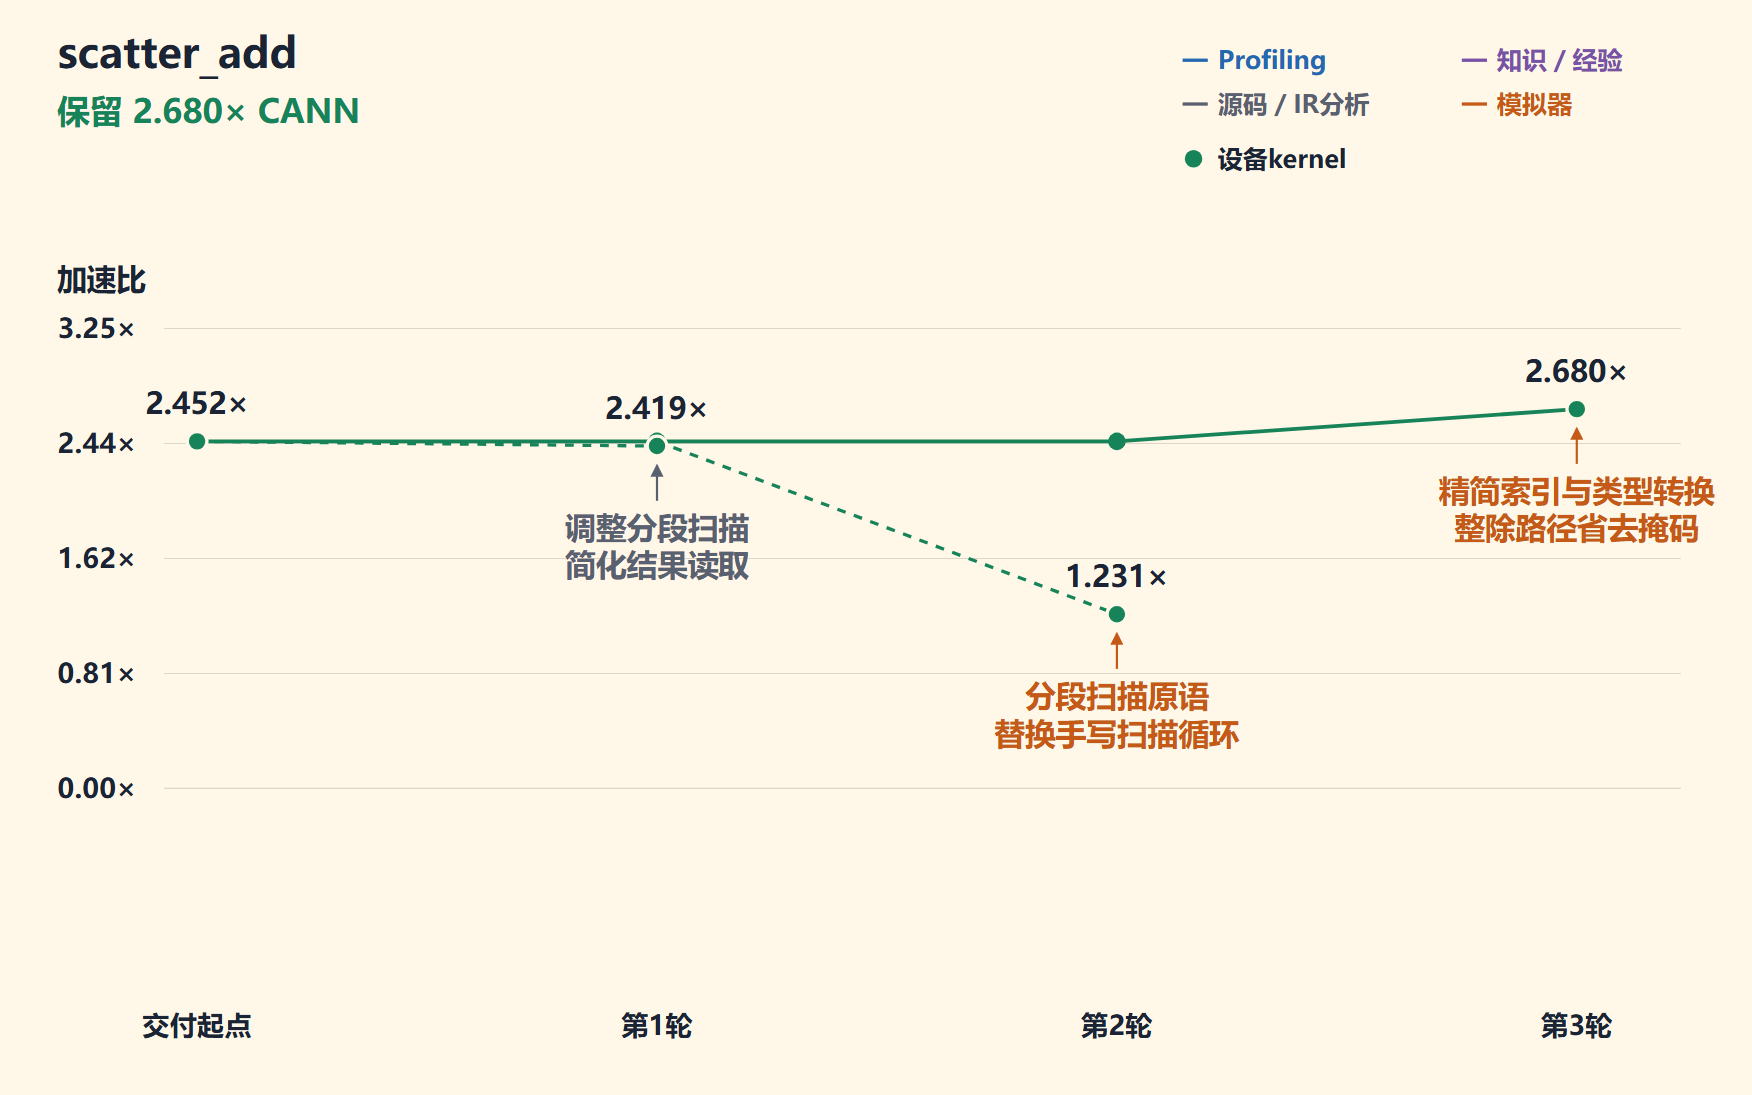 scatter_add
保留 2.680× CANN
Profiling
知识 / 经验
源码 / IR分析
模拟器
设备kernel
加速比
3.25×
2.680×
2.452×
2.419×
2.44×
精简索引与类型转换
整除路径省去掩码
调整分段扫描
简化结果读取
1.62×
1.231×
0.81×
分段扫描原语
替换手写扫描循环
0.00×
交付起点
第1轮
第2轮
第3轮